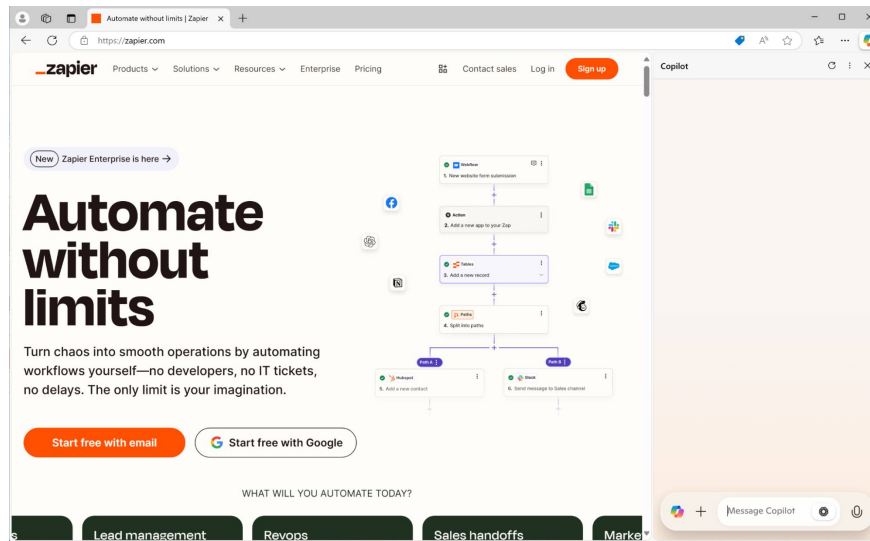 Automate without limits | Zapier
https://zapier.com
Copilot
_zapier
Products
Solutions
Resources
Enterprise
Pricing
Contact sales
Log in
Sign up
New Zapier Enterprise is here →
Automate
without
limits
Turn chaos into smooth operations by automating
workflows yourself—no developers, no IT tickets,
no delays. The only limit is your imagination.
Start free with email
Start free with Google
Webflow
1. New website form submission
Action
2. Add a new app to your Zap
Tables
3. Add a new record
Paths
4. Split into paths
Path A
Path B
Hubspot
5. Add a new contact
Slack
6. Send message to Sales channel
WHAT WILL YOU AUTOMATE TODAY?
s
Lead management
Revops
Sales handoffs
Marke
Message Copilot